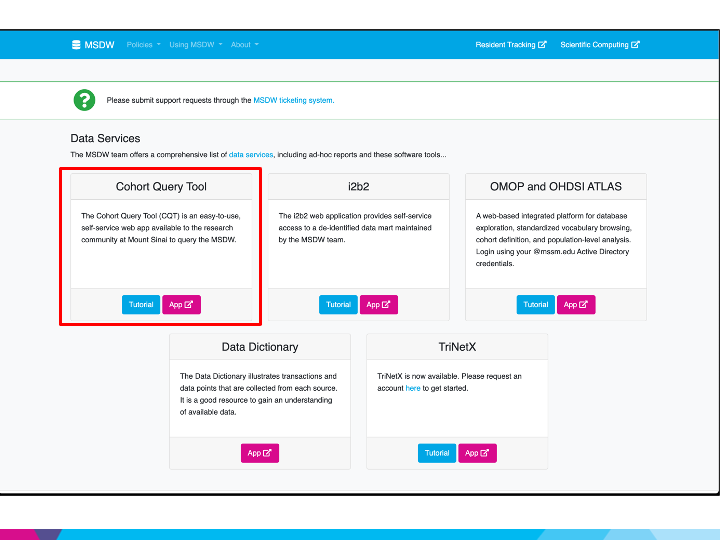 MSDW Policies Using MSDW About Resident Tracking Scientific Computing
? Please submit support requests through the MSDW ticketing system.
Data Services
The MSDW team offers a comprehensive list of data services, including ad-hoc reports and these software tools...
Cohort Query Tool
The Cohort Query Tool (CQT) is an easy-to-use,
self-service web app available to the research
community at Mount Sinai to query the MSDW.
Tutorial App
i2b2
The i2b2 web application provides self-service
access to a de-identified data mart maintained
by the MSDW team.
Tutorial App
OMOP and OHDSI ATLAS
A web-based integrated platform for database
exploration, standardized vocabulary browsing,
cohort definition, and population-level analysis.
Login using your @mssm.edu Active Directory
credentials.
Tutorial App
Data Dictionary
The Data Dictionary illustrates transactions and
data points that are collected from each source.
It is a good resource to gain an understanding
of available data.
App
TriNetX
TriNetX is now available. Please request an
account here to get started.
Tutorial App